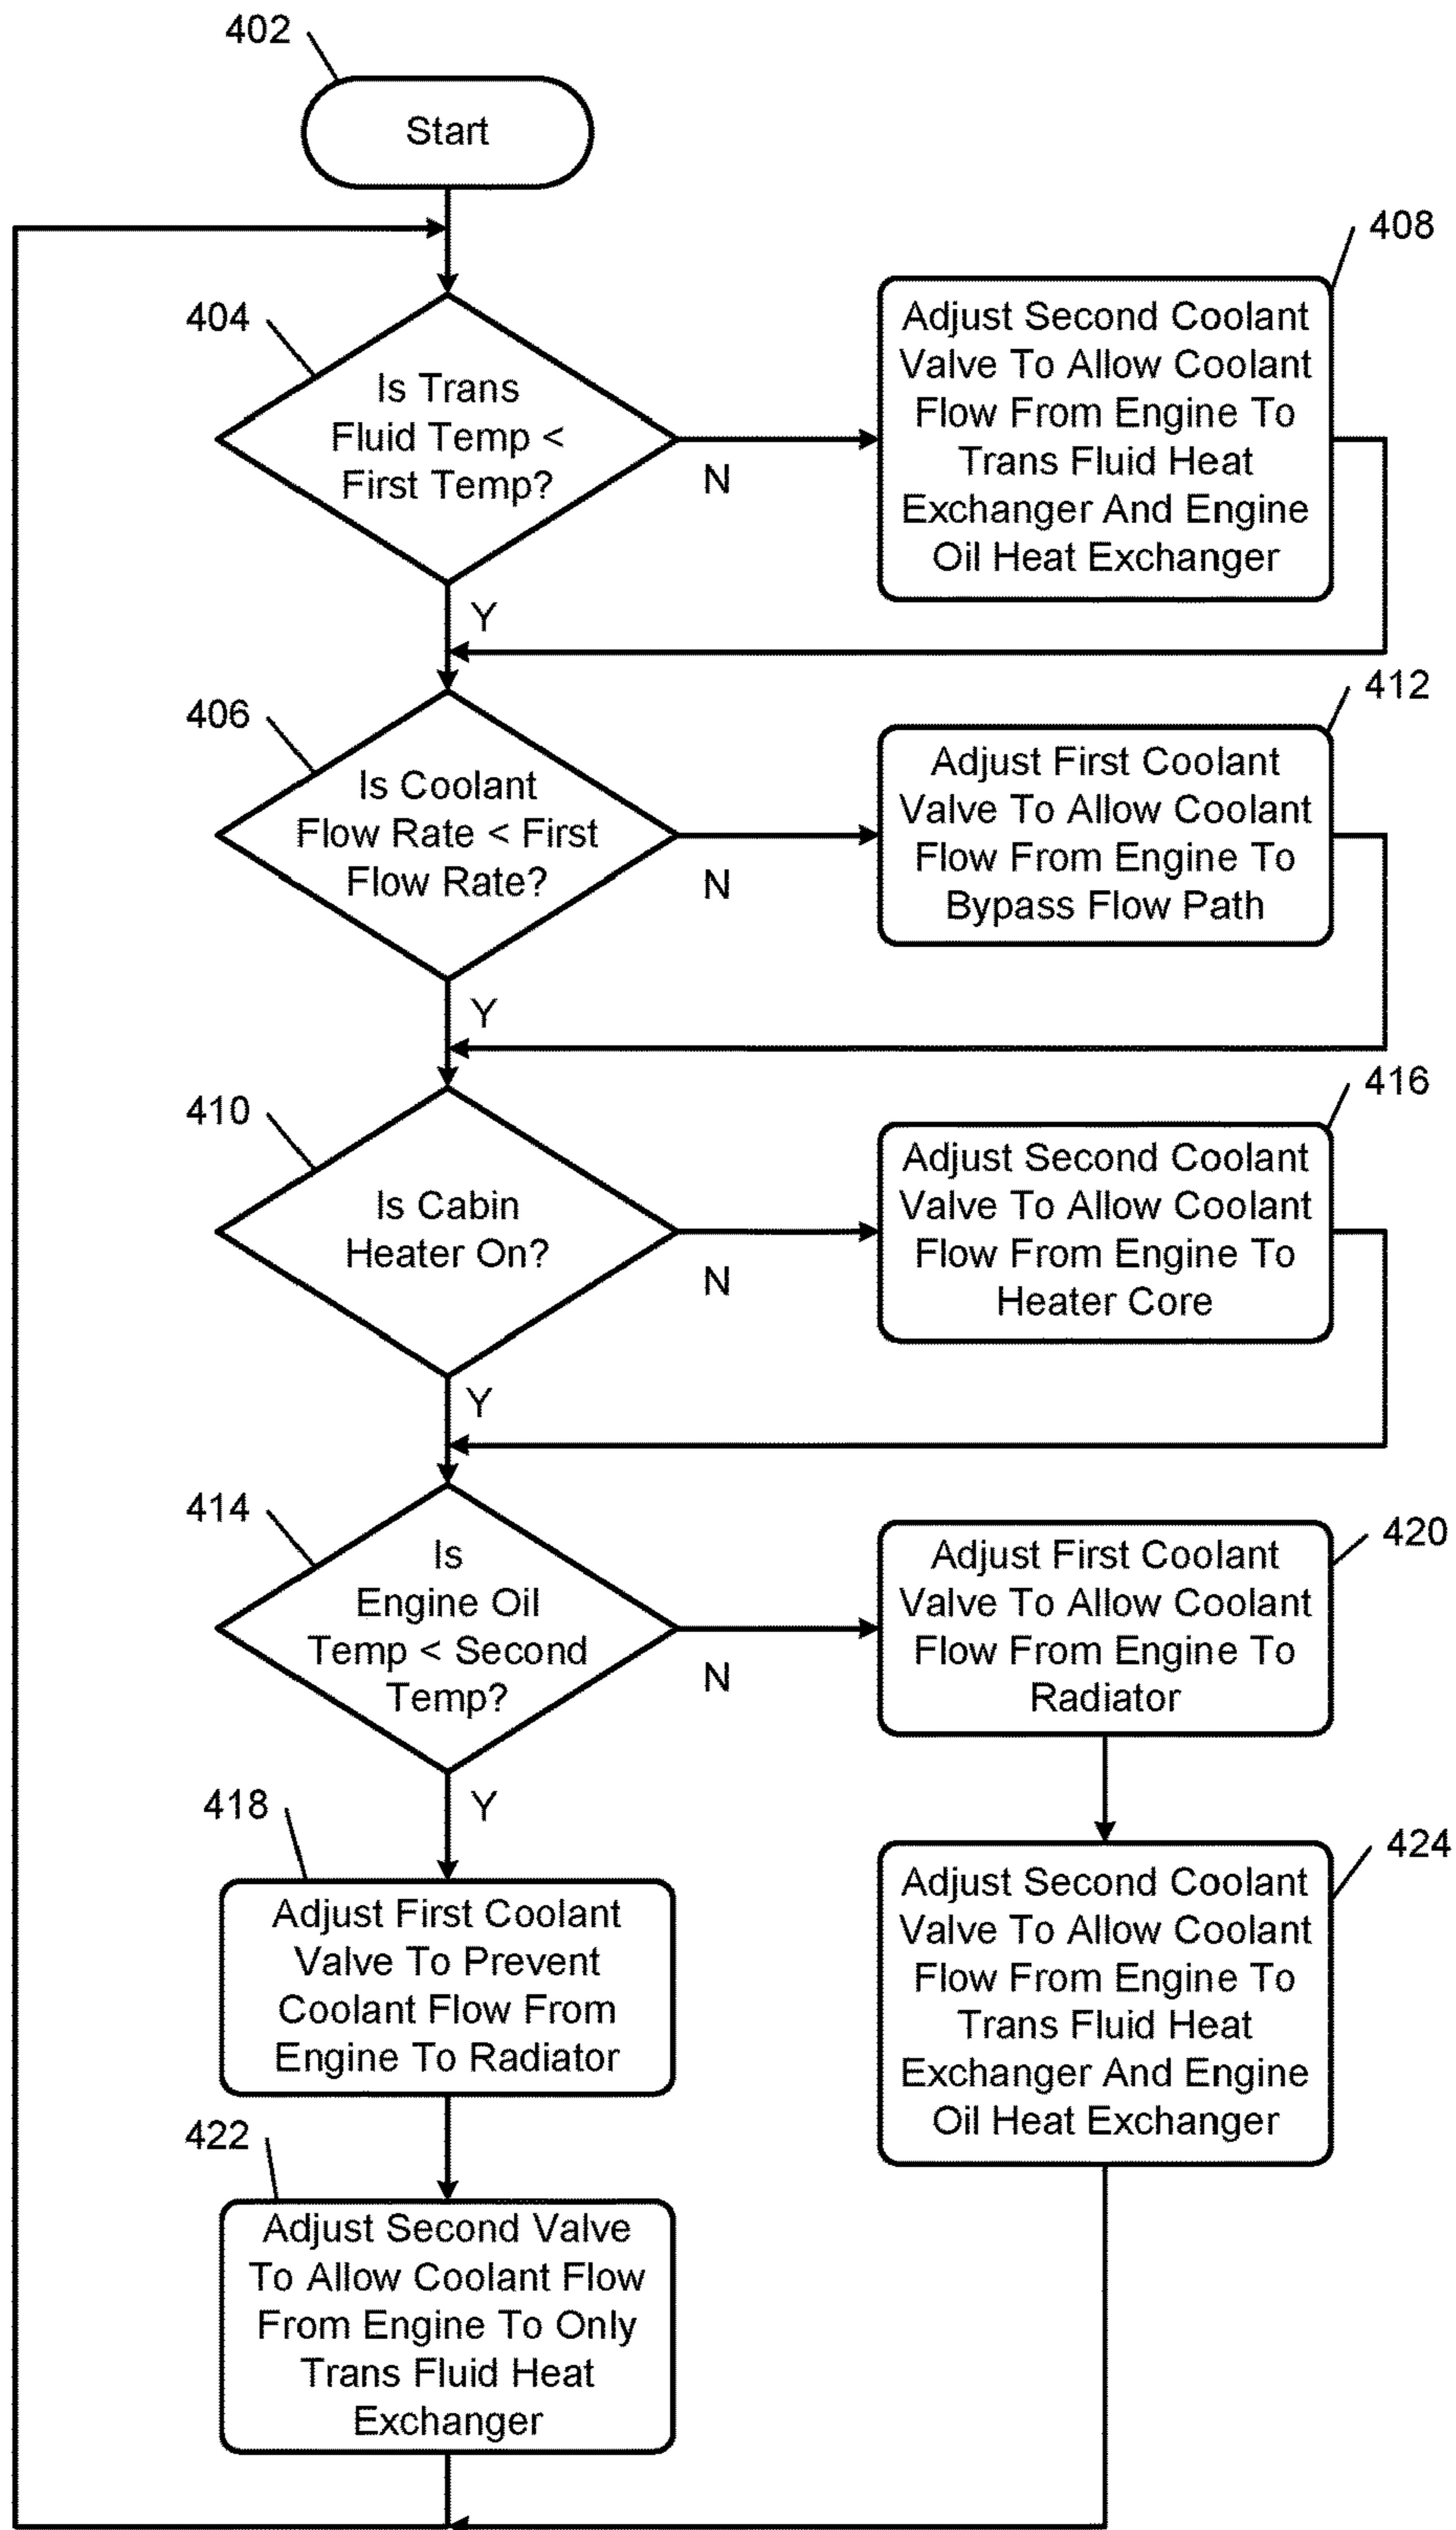 402
Start
408
404
Is Trans
Fluid Temp <
First Temp?
N
Y
Adjust Second Coolant
Valve To Allow Coolant
Flow From Engine To
Trans Fluid Heat
Exchanger And Engine
Oil Heat Exchanger
412
406
Is Coolant
Flow Rate < First
Flow Rate?
N
Y
Adjust First Coolant
Valve To Allow Coolant
Flow From Engine To
Bypass Flow Path
416
410
Is Cabin
Heater On?
N
Y
Adjust Second Coolant
Valve To Allow Coolant
Flow From Engine To
Heater Core
414
Is
Engine Oil
Temp < Second
Temp?
N
Y
420
Adjust First Coolant
Valve To Allow Coolant
Flow From Engine To
Radiator
418
Adjust First Coolant
Valve To Prevent
Coolant Flow From
Engine To Radiator
424
Adjust Second Coolant
Valve To Allow Coolant
Flow From Engine To
Trans Fluid Heat
Exchanger And Engine
Oil Heat Exchanger
422
Adjust Second Valve
To Allow Coolant Flow
From Engine To Only
Trans Fluid Heat
Exchanger